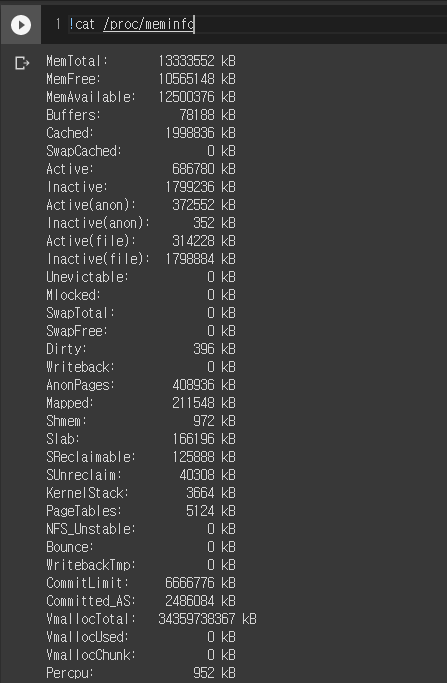 1 !cat /proc/meminfo
MemTotal: 13333552 kB
MemFree: 10565148 kB
MemAvailable: 12500376 kB
Buffers: 78188 kB
Cached: 1998836 kB
SwapCached: 0 kB
Active: 686780 kB
Inactive: 1799236 kB
Active(anon): 372552 kB
Inactive(anon): 352 kB
Active(file): 314228 kB
Inactive(file): 1798884 kB
Unevictable: 0 kB
Mlocked: 0 kB
SwapTotal: 0 kB
SwapFree: 0 kB
Dirty: 396 kB
Writeback: 0 kB
AnonPages: 408936 kB
Mapped: 211548 kB
Shmem: 972 kB
Slab: 166196 kB
SReclaimable: 125888 kB
SUnreclaim: 40308 kB
KernelStack: 3664 kB
PageTables: 5124 kB
NFS_Unstable: 0 kB
Bounce: 0 kB
WritebackTmp: 0 kB
CommitLimit: 6666776 kB
Committed_AS: 2486084 kB
VmallocTotal: 34359738367 kB
VmallocUsed: 0 kB
VmallocChunk: 0 kB
Percpu: 952 kB